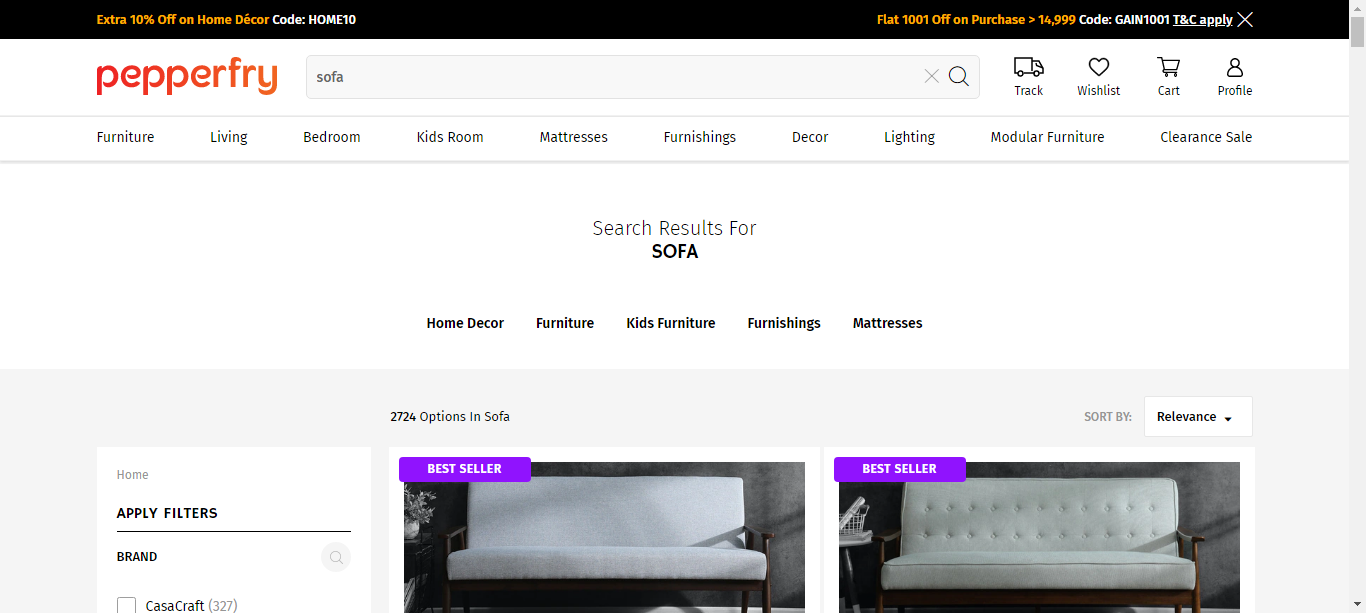 Extra 10% Off on Home Décor Code: HOME10
Flat 1001 Off on Purchase > 14,999 Code: GAIN1001 T&C apply
pepperfry
sofa
Track
Wishlist
Cart
Profile
Furniture
Living
Bedroom
Kids Room
Mattresses
Furnishings
Decor
Lighting
Modular Furniture
Clearance Sale
Search Results For
SOFA
Home Decor
Furniture
Kids Furniture
Furnishings
Mattresses
2724 Options In Sofa
SORT BY:
Relevance
Home
APPLY FILTERS
BRAND
CasaCraft (327)
BEST SELLER
BEST SELLER